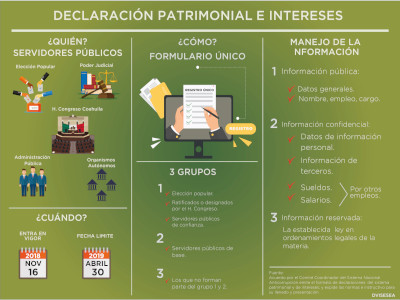 DECLARACIÓN PATRIMONIAL E INTERESES
¿QUIÉN?
SERVIDORES PÚBLICOS
Elección Popular
Poder Judicial
H. Congreso Coahuila
Administración
Pública
Organismos
Autónomos
¿CUÁNDO?
ENTRA EN
VIGOR
FECHA LIMITE
2018
NOV
16
2019
ABRIL
30
¿CÓMO?
FORMULARIO ÚNICO
REGISTRO ÚNICO
REGISTRO
3 GRUPOS
1
Elección popular
Ratificados o designados
por el H. Congreso
Servidores públicos
de confianza
2
Servidores públicos de
base
3
Los que no formen
parte del grupo 1 y 2.
MANEJO DE LA
INFORMACIÓN
1 Información pública:
Datos generales
Nombre, empleo, cargo.
2 Información confidencial:
Datos de información
personal.
Información de
terceros.
Sueldos.
Salarios.
Por otros
empleos.
3 Información reservada:
La establecida ley en
ordenamientos legales de la
materia.
Fuente: